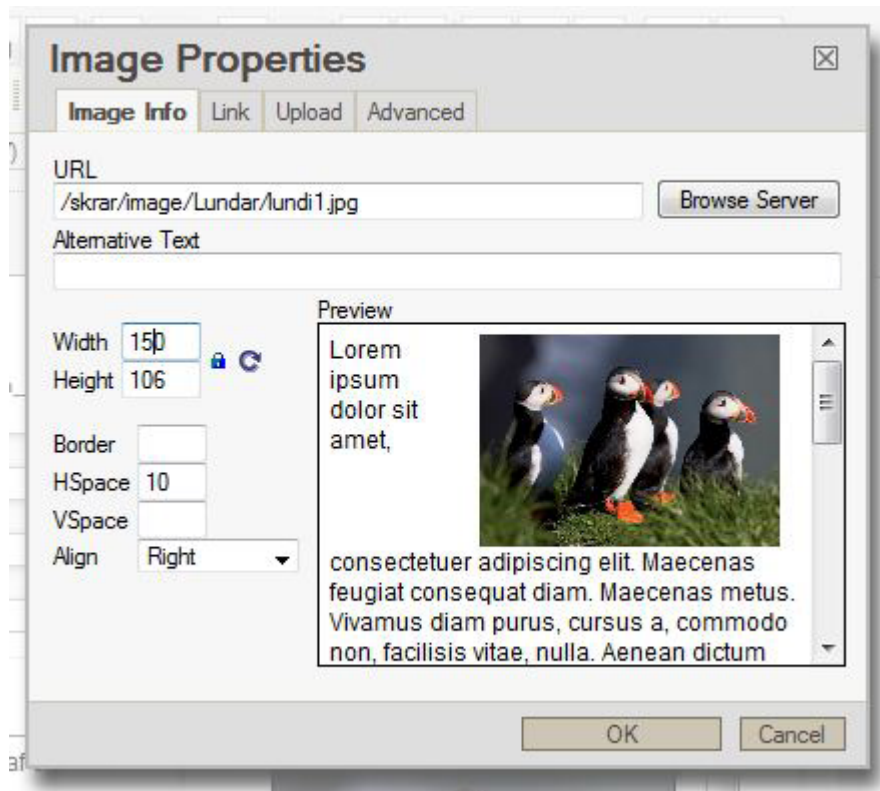 Image Properties
Image Info Link Upload Advanced
URL
/skrar/image/Lundar/lundi1.jpg Browse Server
Alternative Text
Preview
Width 150
Height 106
Border
HSpace 10
VSpace
Align Right
Lorem
ipsum
dolor sit
amet,
consectetuer adipiscing elit. Maecenas
feugiat consequat diam. Maecenas metus.
Vivamus diam purus, cursus a, commodo
non, facilisis vitae, nulla. Aenean dictum
OK Cancel
af